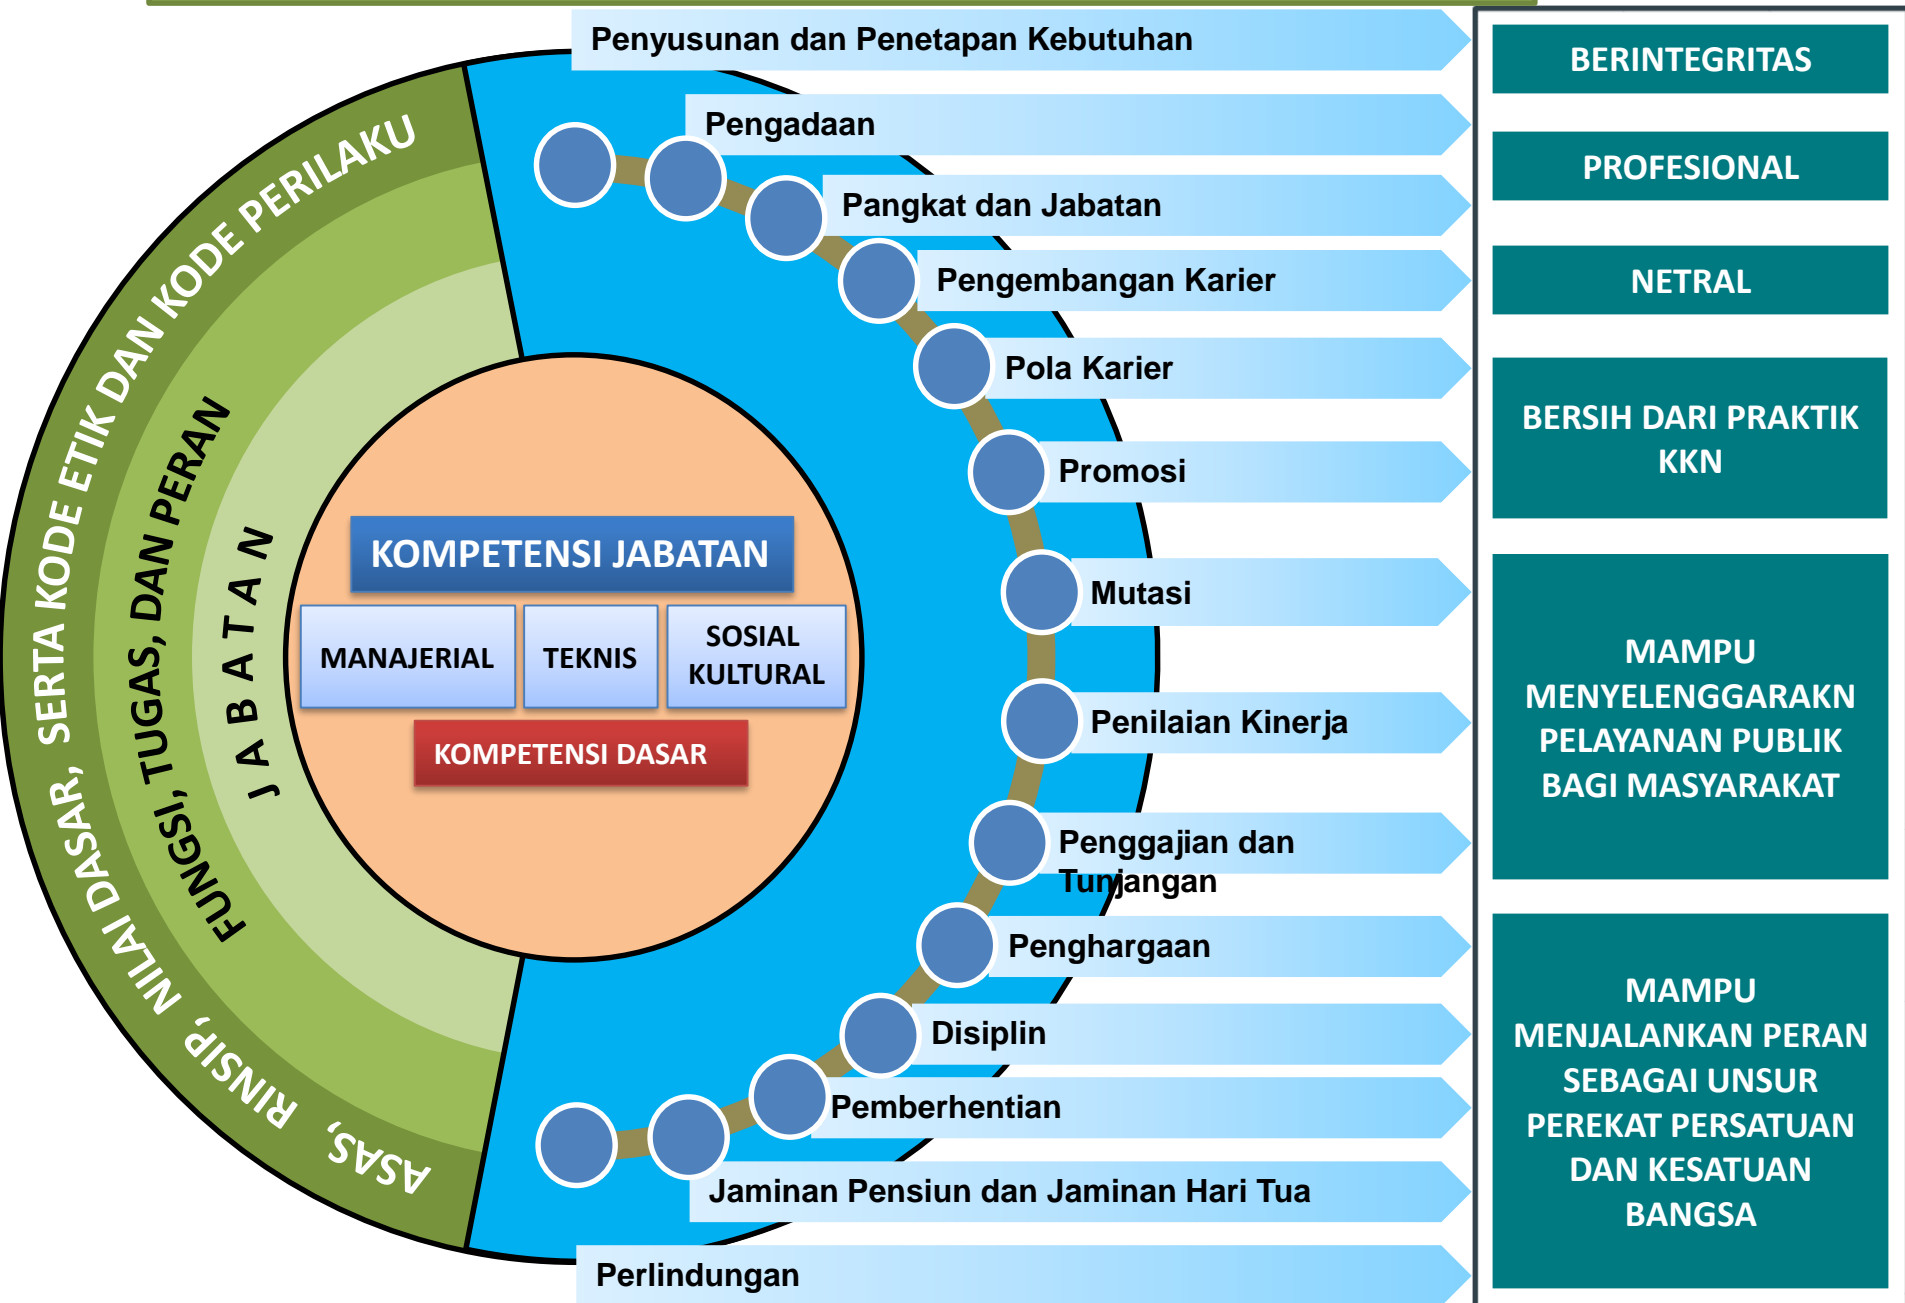 Penyusunan dan Penetapan Kebutuhan
Pengadaan
Pangkat dan Jabatan
Pengembangan Karier
Pola Karier
Promosi
Mutasi
Penilaian Kinerja
Penggajian dan
Tunjangan
Penghargaan
Disiplin
Pemberhentian
Jaminan Pensiun dan Jaminan Hari Tua
Perlindungan
ASAS, RINSIP, NILAI DASAR, SERTA KODE ETIK DAN KODE PERILAKU
FUNGSI, TUGAS, DAN PERAN
JABATAN
KOMPETENSI JABATAN
MANAJERIAL
TEKNIS
SOSIAL
KULTURAL
KOMPETENSI DASAR
BERINTEGRITAS
PROFESIONAL
NETRAL
BERSIH DARI PRAKTIK
KKN
MAMPU
MENYELENGGARAKN
PELAYANAN PUBLIK
BAGI MASYARAKAT
MAMPU
MENJALANKAN PERAN
SEBAGAI UNSUR
PEREKAT PERSATUAN
DAN KESATUAN
BANGSA